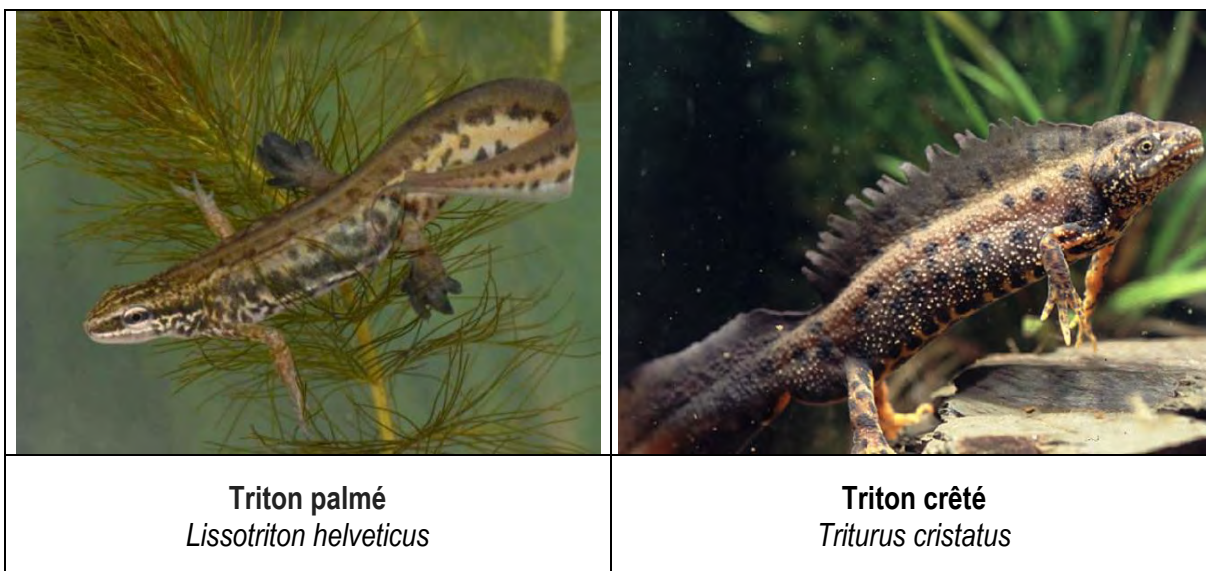 Triton palmé
Lissotriton helveticus
Triton crêté
Triturus cristatus